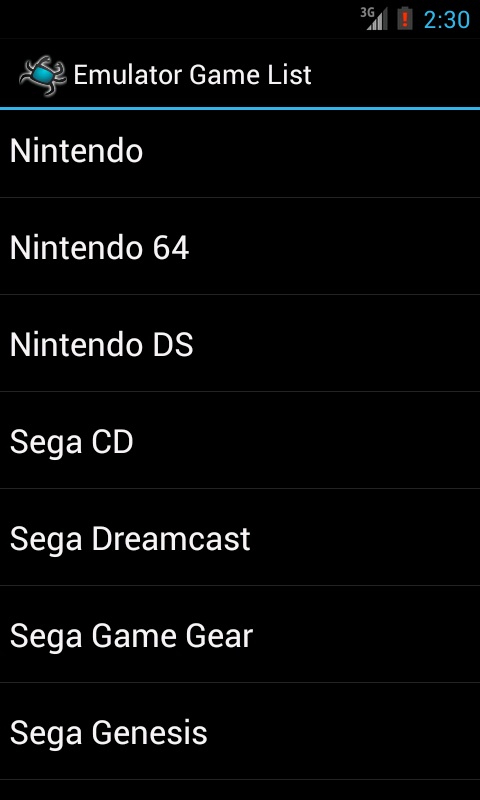 3G 2:30
Emulator Game List
Nintendo
Nintendo 64
Nintendo DS
Sega CD
Sega Dreamcast
Sega Game Gear
Sega Genesis